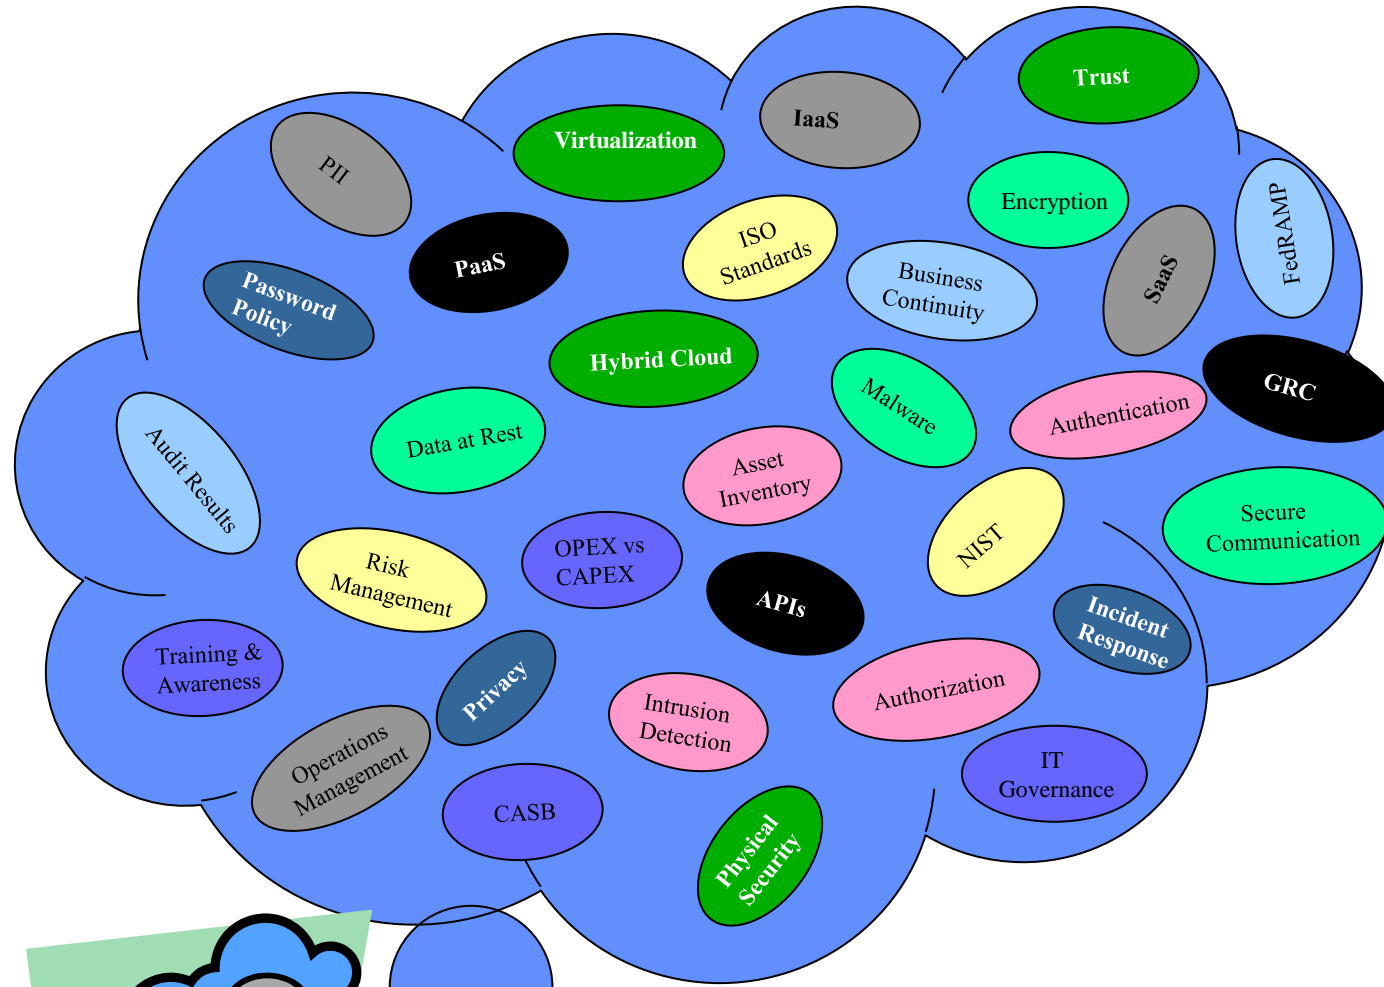 Trust
IaaS
Virtualization
PII
Encryption
FedRAMP
ISO
Standards
PaaS
SaaS
Business
Continuity
Password
Policy
Hybrid Cloud
GRC
Malware
Authentication
Data at Rest
Audit Results
Asset
Inventory
Secure
Communication
NIST
OPEX vs
CAPEX
Risk
Management
APIs
Incident
Response
Training &
Awareness
Privacy
Authorization
Intrusion
Detection
Operations
Management
IT
Governance
CASB
Physical
Security